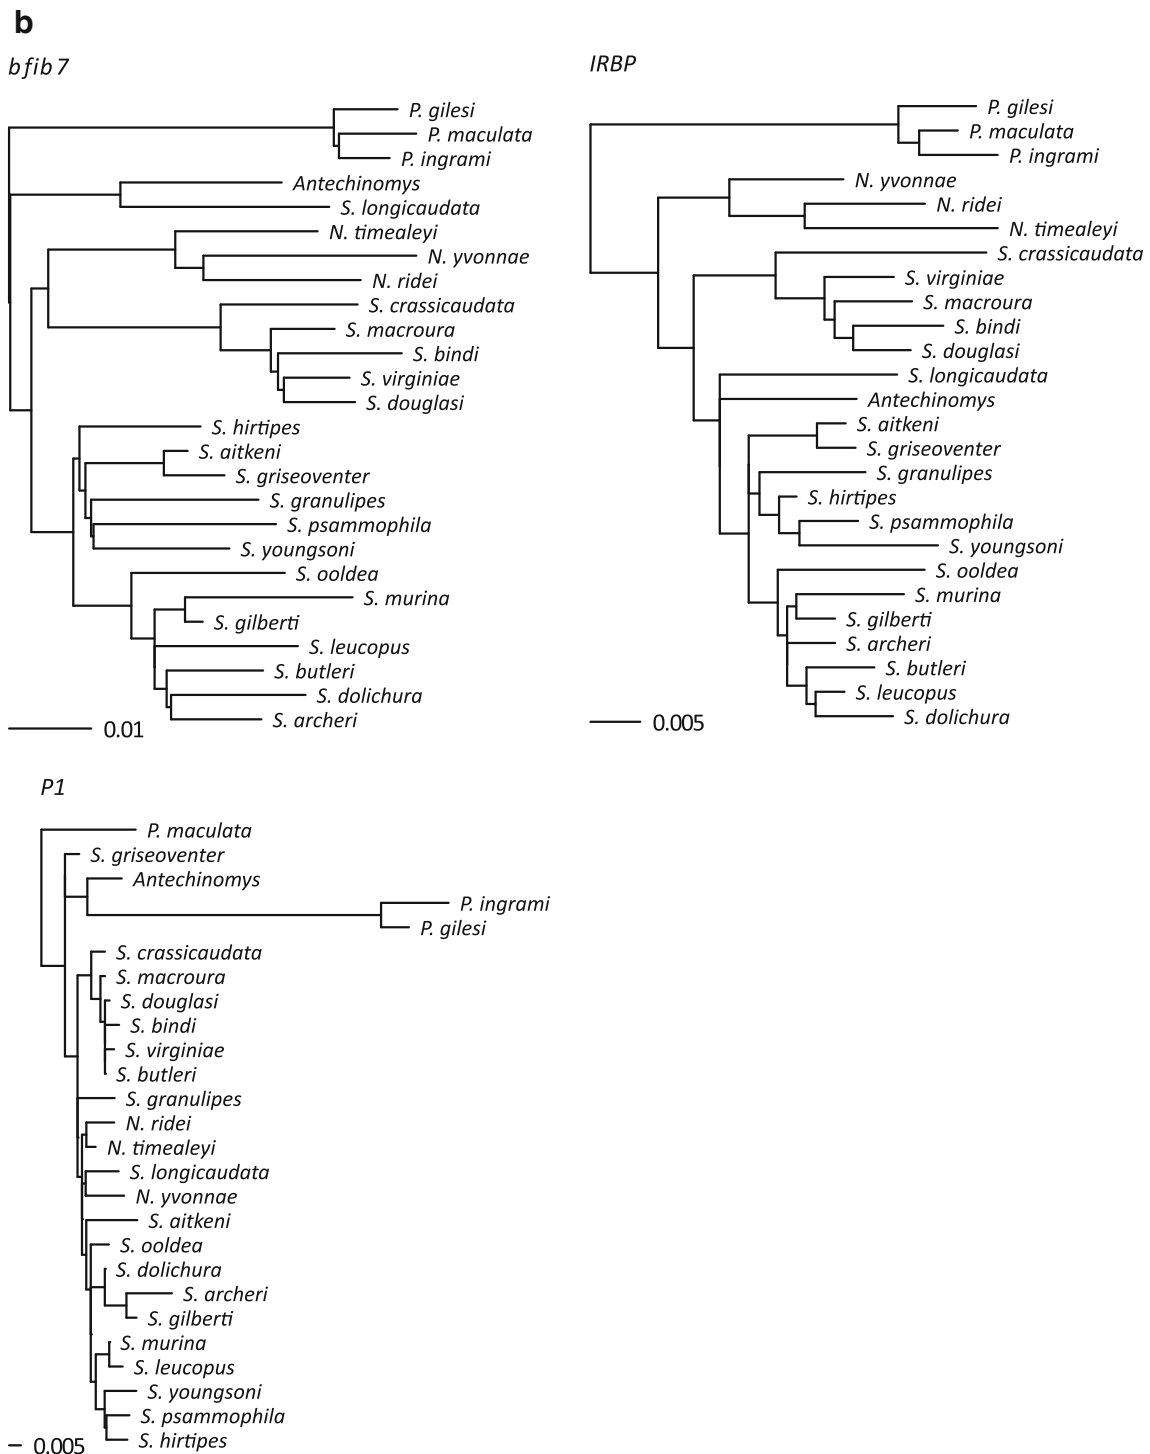 b
bfib7
P. gilesi
P. maculata
P. ingrami
Antechinomys
S. longicaudata
N. timealeyi
N. yvonnae
N. ridei
S. crassicaudata
S. macroura
S. bindi
S. virginiae
S. douglasi
S. hirtipes
S. aitkeni
S. griseoventer
S. granulipes
S. psammophila
S. youngsoni
S. ooldea
S. murina
S. gilberti
S. leucopus
S. butleri
S. dolichura
S. archeri
0.01
IRBP
P. gilesi
P. maculata
P. ingrami
N. yvonnae
N. ridei
N. timealeyi
S. crassicaudata
S. virginiae
S. macroura
S. bindi
S. douglasi
S. longicaudata
Antechinomys
S. aitkeni
S. griseoventer
S. granulipes
S. hirtipes
S. psammophila
S. youngsoni
S. ooldea
S. murina
S. gilberti
S. archeri
S. butleri
S. leucopus
S. dolichura
0.005
P1
P. maculata
S. griseoventer
Antechinomys
P. ingrami
P. gilesi
S. crassicaudata
S. macroura
S. douglasi
S. bindi
S. virginiae
S. butleri
S. granulipes
N. ridei
N. timealeyi
S. longicaudata
N. yvonnae
S. aitkeni
S. ooldea
S. dolichura
S. archeri
S. gilberti
S. murina
S. leucopus
S. youngsoni
S. psammophila
S. hirtipes
0.005